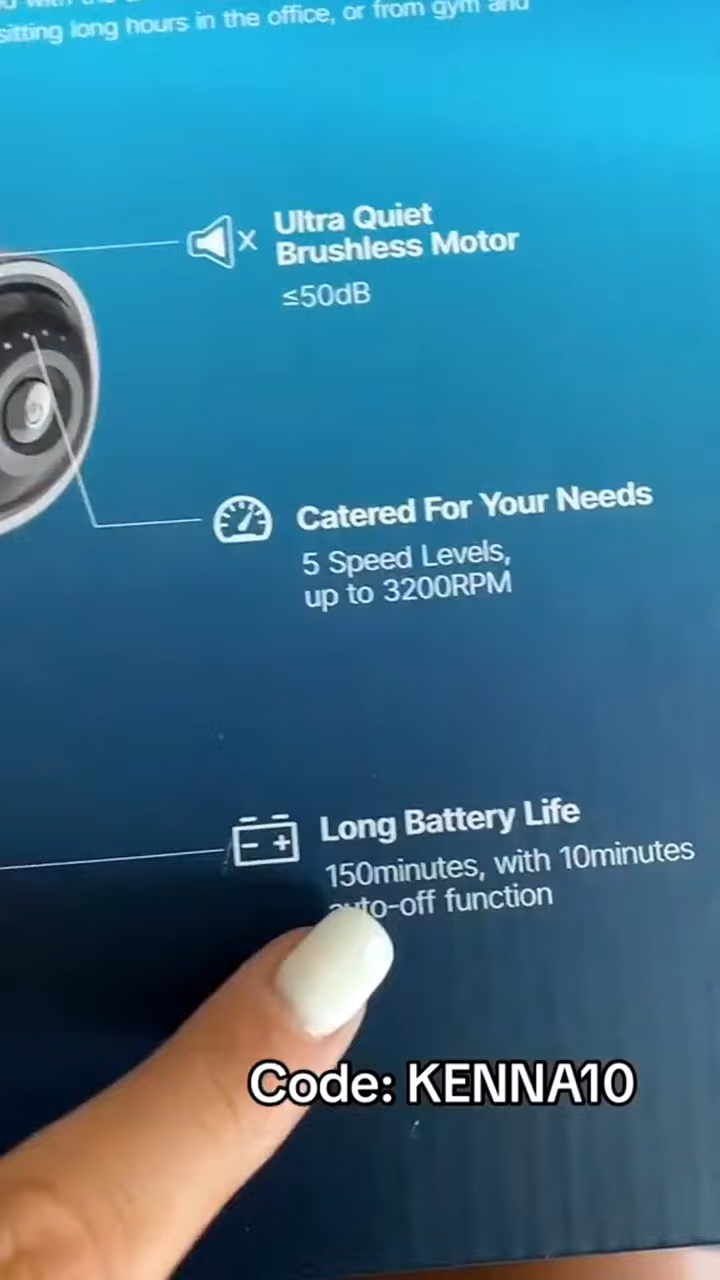 sitting long hours in the office, or from gym and
Ultra Quiet
Brushless Motor
≤50dB
Catered For Your Needs
5 Speed Levels,
up to 3200RPM
Long Battery Life
150minutes, with 10minutes
auto-off function
Code: KENNA10